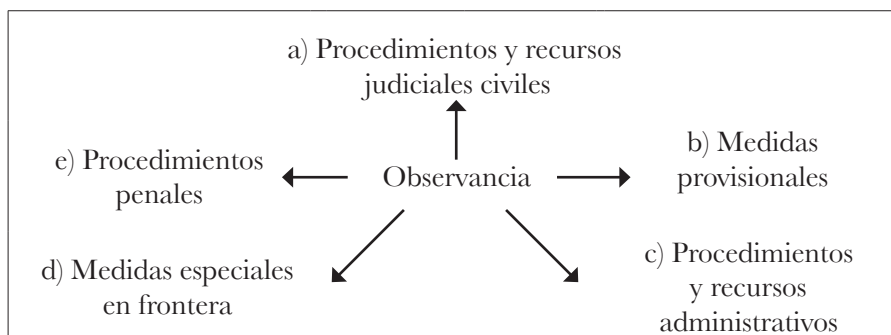 a) Procedimientos y recursos
judiciales civiles
e) Procedimientos
penales
Observancia
b) Medidas
provisionales
d) Medidas especiales
en frontera
c) Procedimientos
y recursos
administrativos